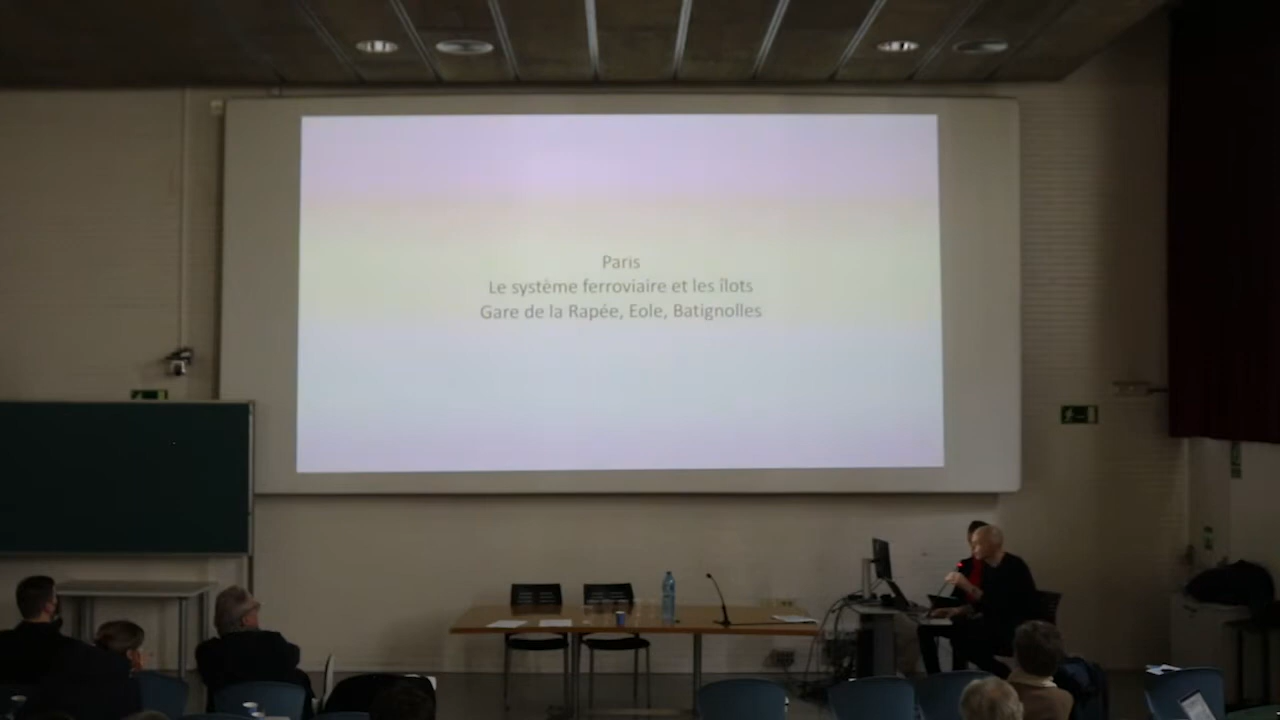 Paris
Le système ferroviaire et les îlots
Gare de la Rapée, Eole, Batignolles